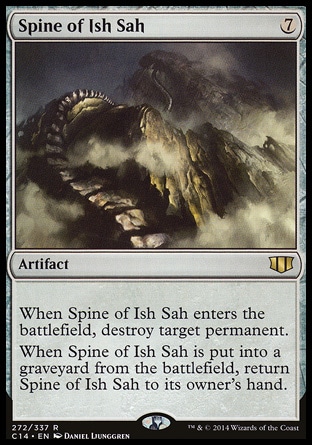 Spine of Ish Sah 7
Artifact
When Spine of Ish Sah enters the
battlefield, destroy target permanent.
When Spine of Ish Sah is put into a
graveyard from the battlefield, return
Spine of Ish Sah to its owner's hand.
272/337 R
C14 • EN Daniel Ljunggren
™ & © 2014 Wizards of the Coast